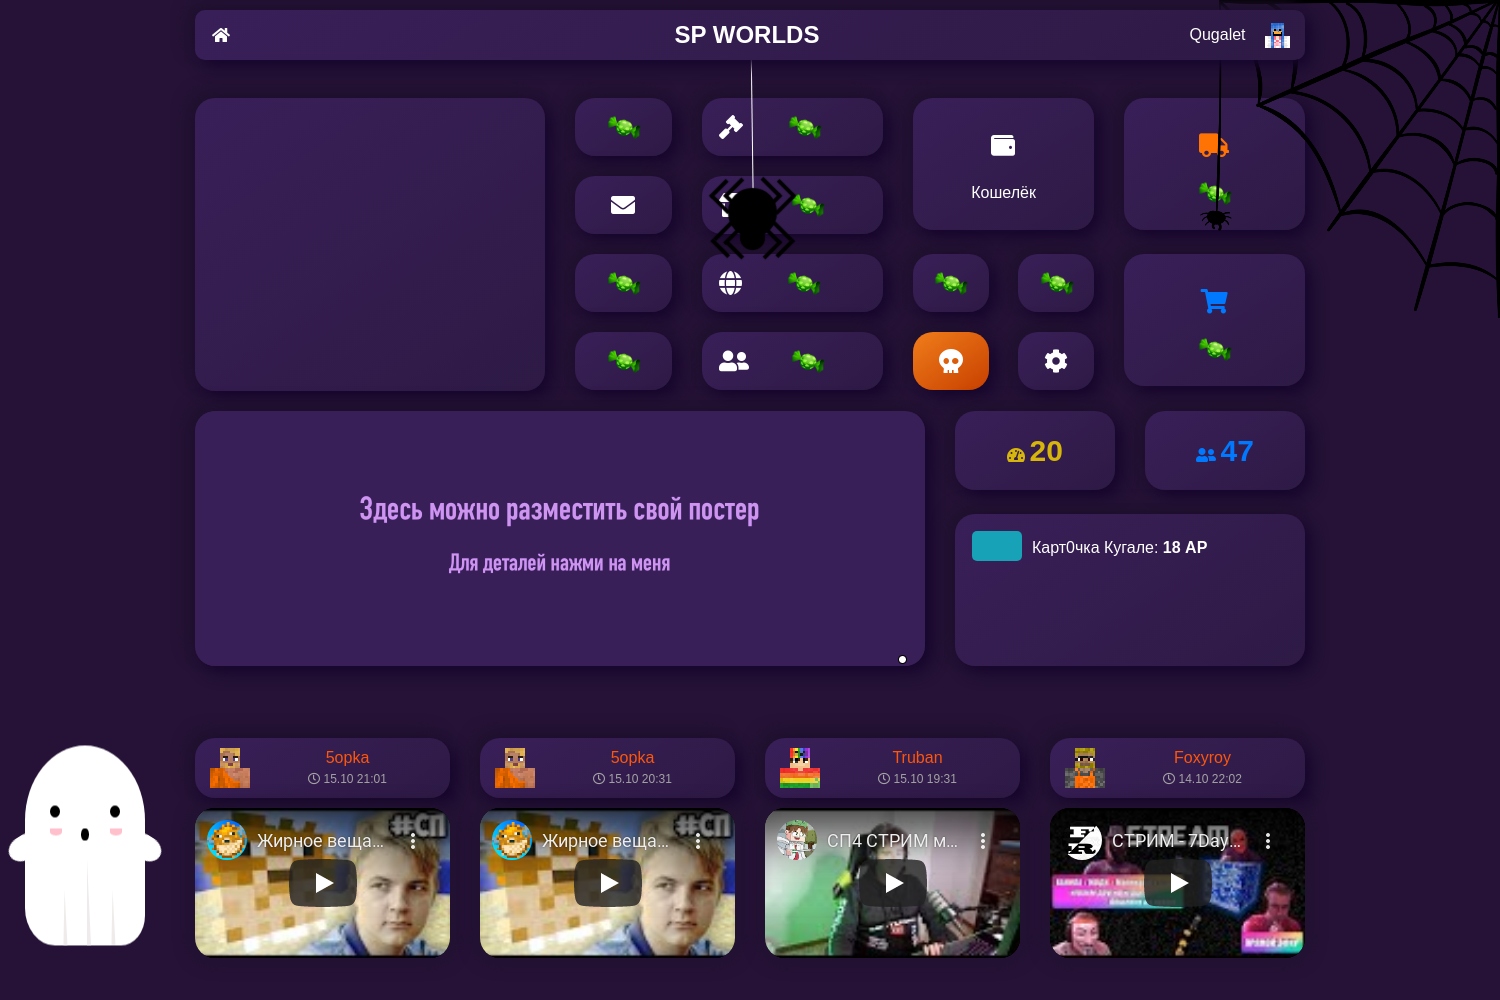 SP WORLDS
Qugalet
Кошелёк
Здесь можно разместить свой постер
Для деталей нажми на меня
20
47
Карт0чка Кугале: 18 АР
5opka
15.10 21:01
5opka
15.10 20:31
Truban
15.10 19:31
Foxyroy
14.10 22:02
#СП
Жирное веща...
#СП
Жирное веща...
СП4 СТРИМ м...
СТРИМ - 7Day...